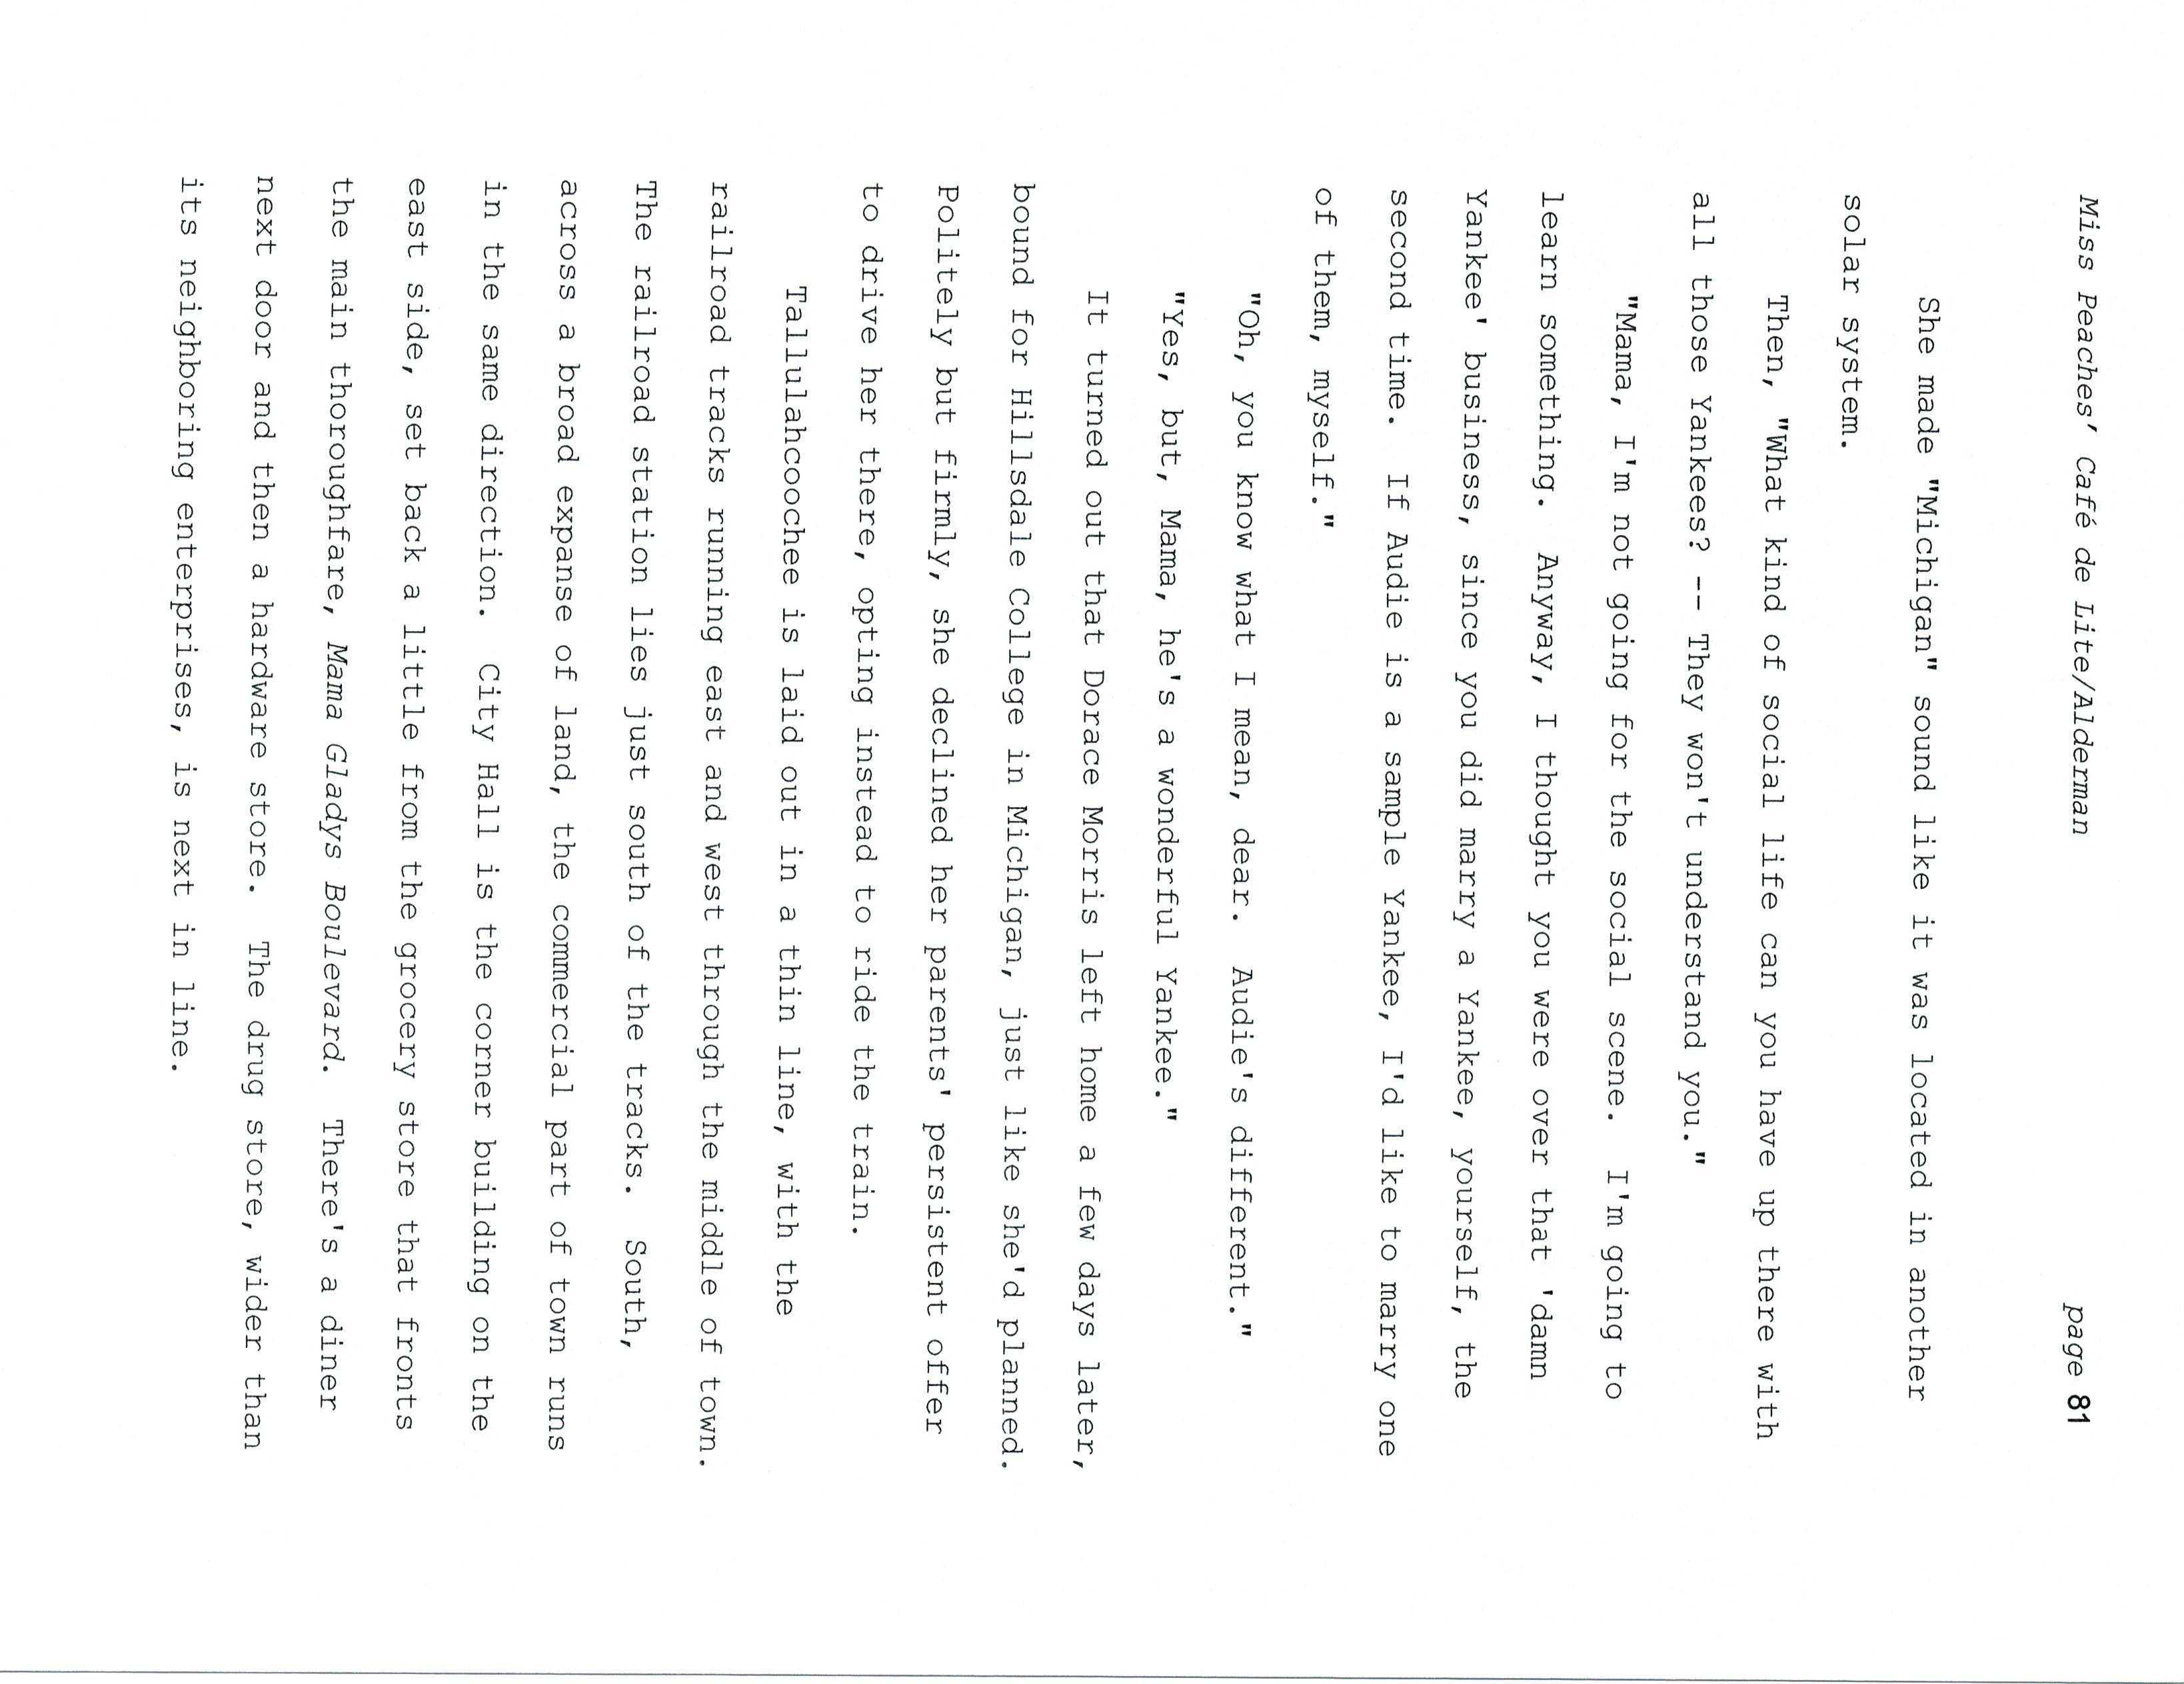 Miss Peaches' Café de Lite/Alderman page 81
She made "Michigan" sound like it was located in another
solar system.
Then, "What kind of social life can you have up there with
all those Yankees? -- They won't understand you."
"Mama, I'm not going for the social scene. I'm going to
learn something. Anyway, I thought you were over that 'damn
Yankee' business, since you did marry a Yankee, yourself, the
second time. If Audie is a sample Yankee, I'd like to marry one
of them, myself."
"Oh, you know what I mean, dear. Audie's different."
"Yes, but, Mama, he's a wonderful Yankee."
It turned out that Dorace Morris left home a few days later,
bound for Hillsdale College in Michigan, just like she'd planned.
Politely but firmly, she declined her parents' persistent offer
to drive her there, opting instead to ride the train.
Tallulahcoochee is laid out in a thin line, with the
railroad tracks running east and west through the middle of town.
The railroad station lies just south of the tracks. South,
across a broad expanse of land, the commercial part of town runs
in the same direction. City Hall is the corner building on the
east side, set back a little from the grocery store that fronts
the main thoroughfare, Mama Gladys Boulevard. There's a diner
next door and then a hardware store. The drug store, wider than
its neighboring enterprises, is next in line.